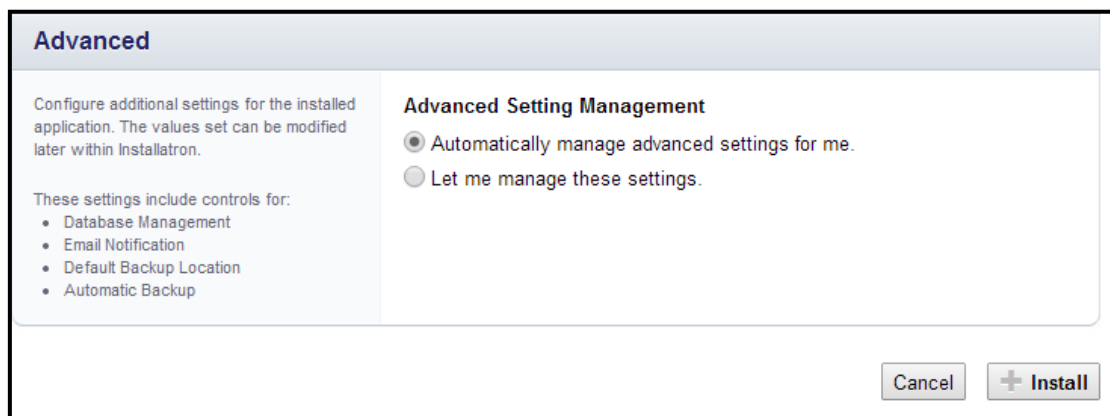 Advanced
Configure additional settings for the installed
application. The values set can be modified
later within Installatron.
These settings include controls for:
• Database Management
• Email Notification
• Default Backup Location
• Automatic Backup
Advanced Setting Management
Automatically manage advanced settings for me.
Let me manage these settings.
Cancel
Install